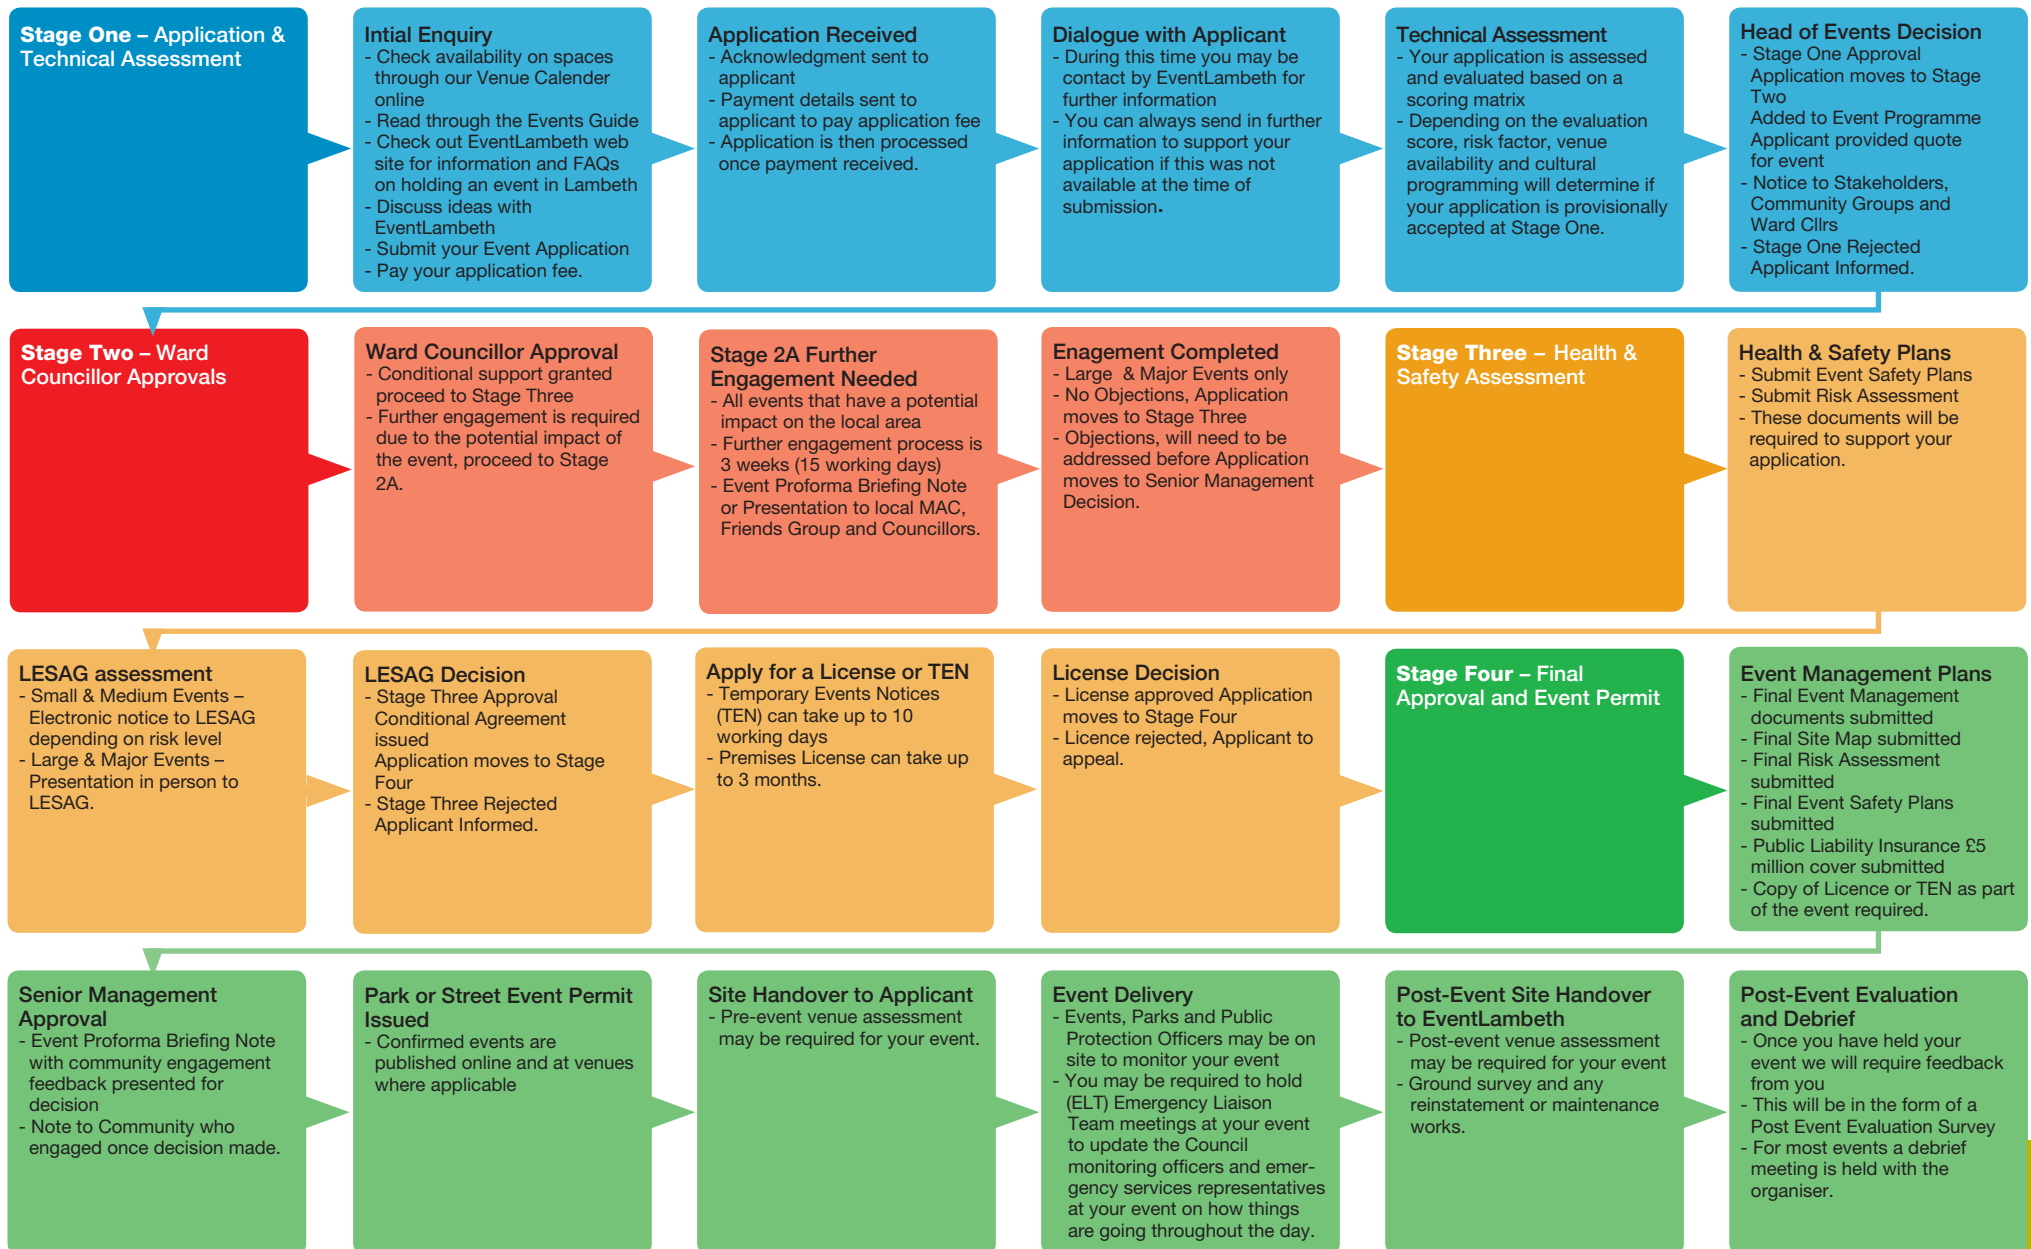 Stage One – Application &
Technical Assessment
Intial Enquiry
- Check availability on spaces
through our Venue Calender
online
- Read through the Events Guide
- Check out EventLambeth web
site for information and FAQs
on holding an event in Lambeth
- Discuss ideas with
EventLambeth
- Submit your Event Application
- Pay your application fee.
Application Received
- Acknowledgment sent to
applicant
- Payment details sent to
applicant to pay application fee
- Application is then processed
once payment received.
Dialogue with Applicant
- During this time you may be
contact by EventLambeth for
further information
- You can always send in further
information to support your
application if this was not
available at the time of
submission.
Technical Assessment
- Your application is assessed
and evaluated based on a
scoring matrix
- Depending on the evaluation
score, risk factor, venue
availability and cultural
programming will determine if
your application is provisionally
accepted at Stage One.
Head of Events Decision
- Stage One Approval
Application moves to Stage
Two
Added to Event Programme
Applicant provided quote
for event
- Notice to Stakeholders,
Community Groups and
Ward Cllrs
- Stage One Rejected
Applicant Informed.
Stage Two – Ward
Councillor Approvals
Ward Councillor Approval
- Conditional support granted
proceed to Stage Three
- Further engagement is required
due to the potential impact of
the event, proceed to Stage
2A.
Stage 2A Further
Engagement Needed
- All events that have a potential
impact on the local area
- Further engagement process is
3 weeks (15 working days)
- Event Proforma Briefing Note
or Presentation to local MAC,
Friends Group and Councillors.
Enagement Completed
- Large & Major Events only
- No Objections, Application
moves to Stage Three
- Objections, will need to be
addressed before Application
moves to Senior Management
Decision.
Stage Three – Health &
Safety Assessment
Health & Safety Plans
- Submit Event Safety Plans
- Submit Risk Assessment
- These documents will be
required to support your
application.
LESAG assessment
- Small & Medium Events –
Electronic notice to LESAG
depending on risk level
- Large & Major Events –
Presentation in person to
LESAG.
LESAG Decision
- Stage Three Approval
Conditional Agreement
issued
Application moves to Stage
Four
- Stage Three Rejected
Applicant Informed.
Apply for a License or TEN
- Temporary Events Notices
(TEN) can take up to 10
working days
- Premises License can take up
to 3 months.
License Decision
- License approved Application
moves to Stage Four
- Licence rejected, Applicant to
appeal.
Stage Four – Final
Approval and Event Permit
Event Management Plans
- Final Event Management
documents submitted
- Final Site Map submitted
- Final Risk Assessment
submitted
- Final Event Safety Plans
submitted
- Public Liability Insurance £5
million cover submitted
- Copy of Licence or TEN as part
of the event required.
Senior Management
Approval
- Event Proforma Briefing Note
with community engagement
feedback presented for
decision
- Note to Community who
engaged once decision made.
Park or Street Event Permit
Issued
- Confirmed events are
published online and at venues
where applicable
Site Handover to Applicant
- Pre-event venue assessment
may be required for your event.
Event Delivery
- Events, Parks and Public
Protection Officers may be on
site to monitor your event
- You may be required to hold
(ELT) Emergency Liaison
Team meetings at your event
to update the Council
monitoring officers and emer-
gency services representatives
at your event on how things
are going throughout the day.
Post-Event Site Handover
to EventLambeth
- Post-event venue assessment
may be required for your event
- Ground survey and any
reinstatement or maintenance
works.
Post-Event Evaluation
and Debrief
- Once you have held your
event we will require feedback
from you
- This will be in the form of a
Post Event Evaluation Survey
- For most events a debrief
meeting is held with the
organiser.